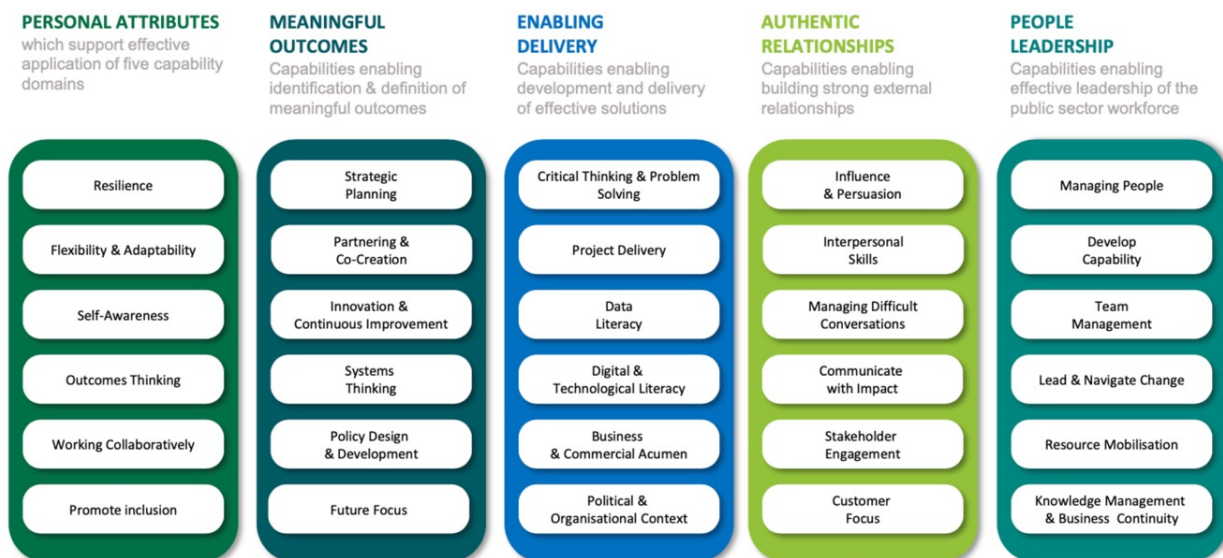 PERSONAL ATTRIBUTES
which support effective
application of five capability
domains
Resilience
Flexibility & Adaptability
Self-Awareness
Outcomes Thinking
Working Collaboratively
Promote inclusion
MEANINGFUL
OUTCOMES
Capabilities enabling
identification & definition of
meaningful outcomes
Strategic
Planning
Partnering &
Co-Creation
Innovation &
Continuous Improvement
Systems
Thinking
Policy Design
& Development
Future Focus
ENABLING
DELIVERY
Capabilities enabling
development and delivery
of effective solutions
Critical Thinking & Problem
Solving
Project Delivery
Data
Literacy
Digital &
Technological Literacy
Business
& Commercial Acumen
Political &
Organisational Context
AUTHENTIC
RELATIONSHIPS
Capabilities enabling
building strong external
relationships
Influence
& Persuasion
Interpersonal
Skills
Managing Difficult
Conversations
Communicate
with Impact
Stakeholder
Engagement
Customer
Focus
PEOPLE
LEADERSHIP
Capabilities enabling
effective leadership of the
public sector workforce
Managing People
Develop
Capability
Team
Management
Lead & Navigate Change
Resource Mobilisation
Knowledge Management
& Business Continuity